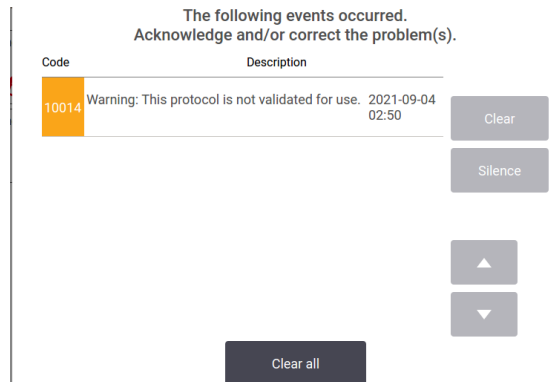 The following events occurred.
Acknowledge and/or correct the problem(s).
Code Description
10014 Warning: This protocol is not validated for use. 2021-09-04
02:50
Clear
Silence
Clear all